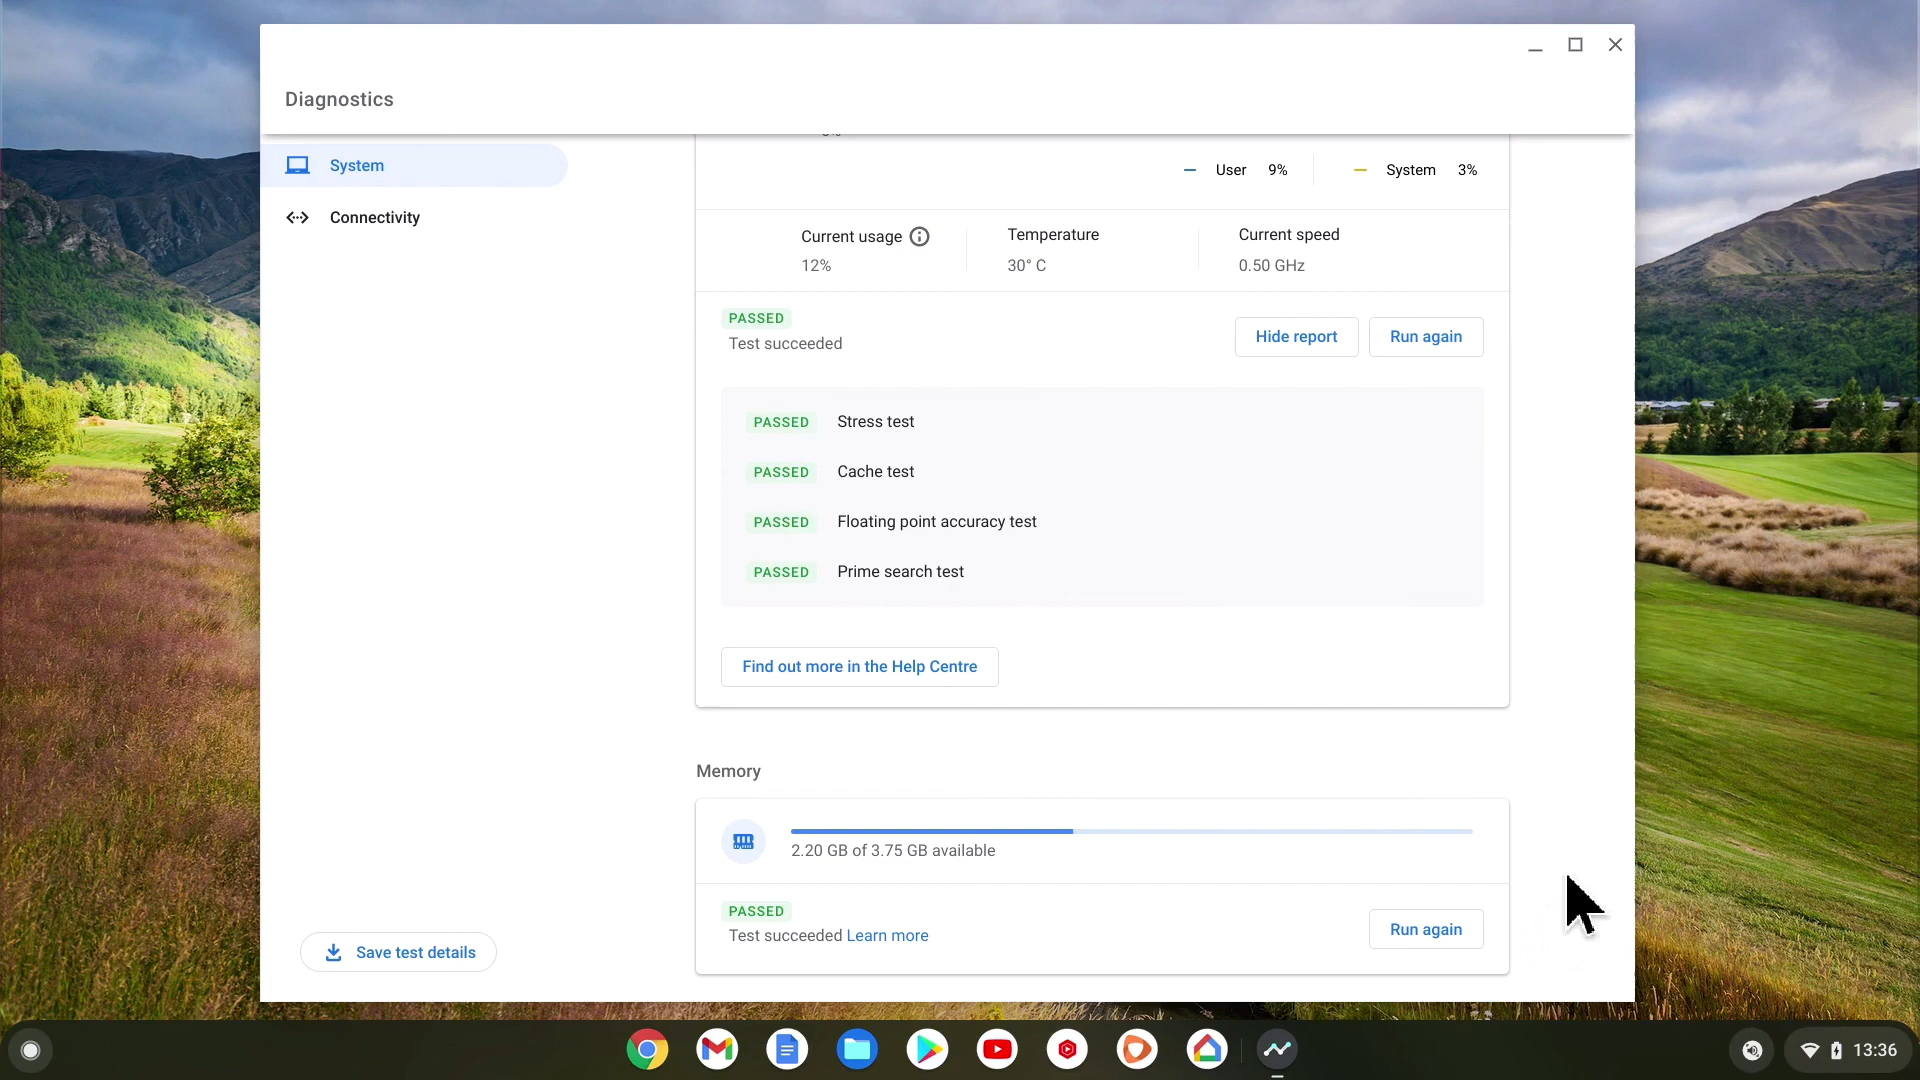 Diagnostics
System
Connectivity
User 9% System 3%
Current usage Temperature Current speed
12% 30° C 0.50 GHz
PASSED
Test succeeded
Hide report Run again
PASSED Stress test
PASSED Cache test
PASSED Floating point accuracy test
PASSED Prime search test
Find out more in the Help Centre
Memory
2.20 GB of 3.75 GB available
PASSED
Test succeeded Learn more
Run again
Save test details
13:36